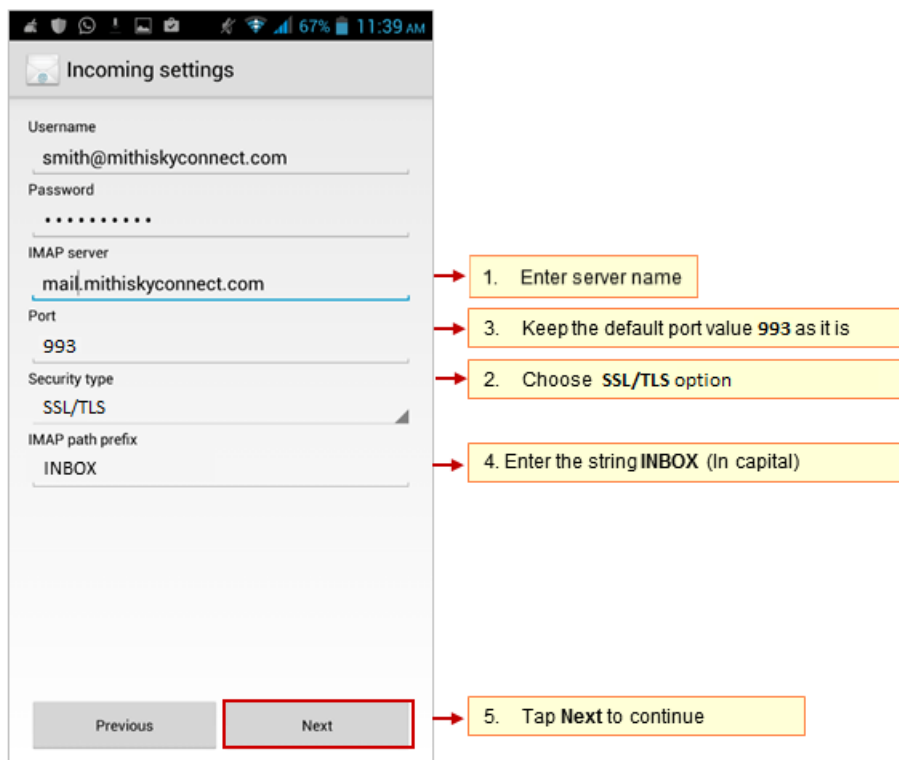 67% 11:39 AM
Incoming settings
Username
smith@mithiskyconnect.com
Password
IMAP server
mail.mithiskyconnect.com
1. Enter server name
Port
3. Keep the default port value 993 as it is
993
Security type
2. Choose SSL/TLS option
SSL/TLS
IMAP path prefix
4. Enter the string INBOX (In capital)
INBOX
Previous
Next
5. Tap Next to continue